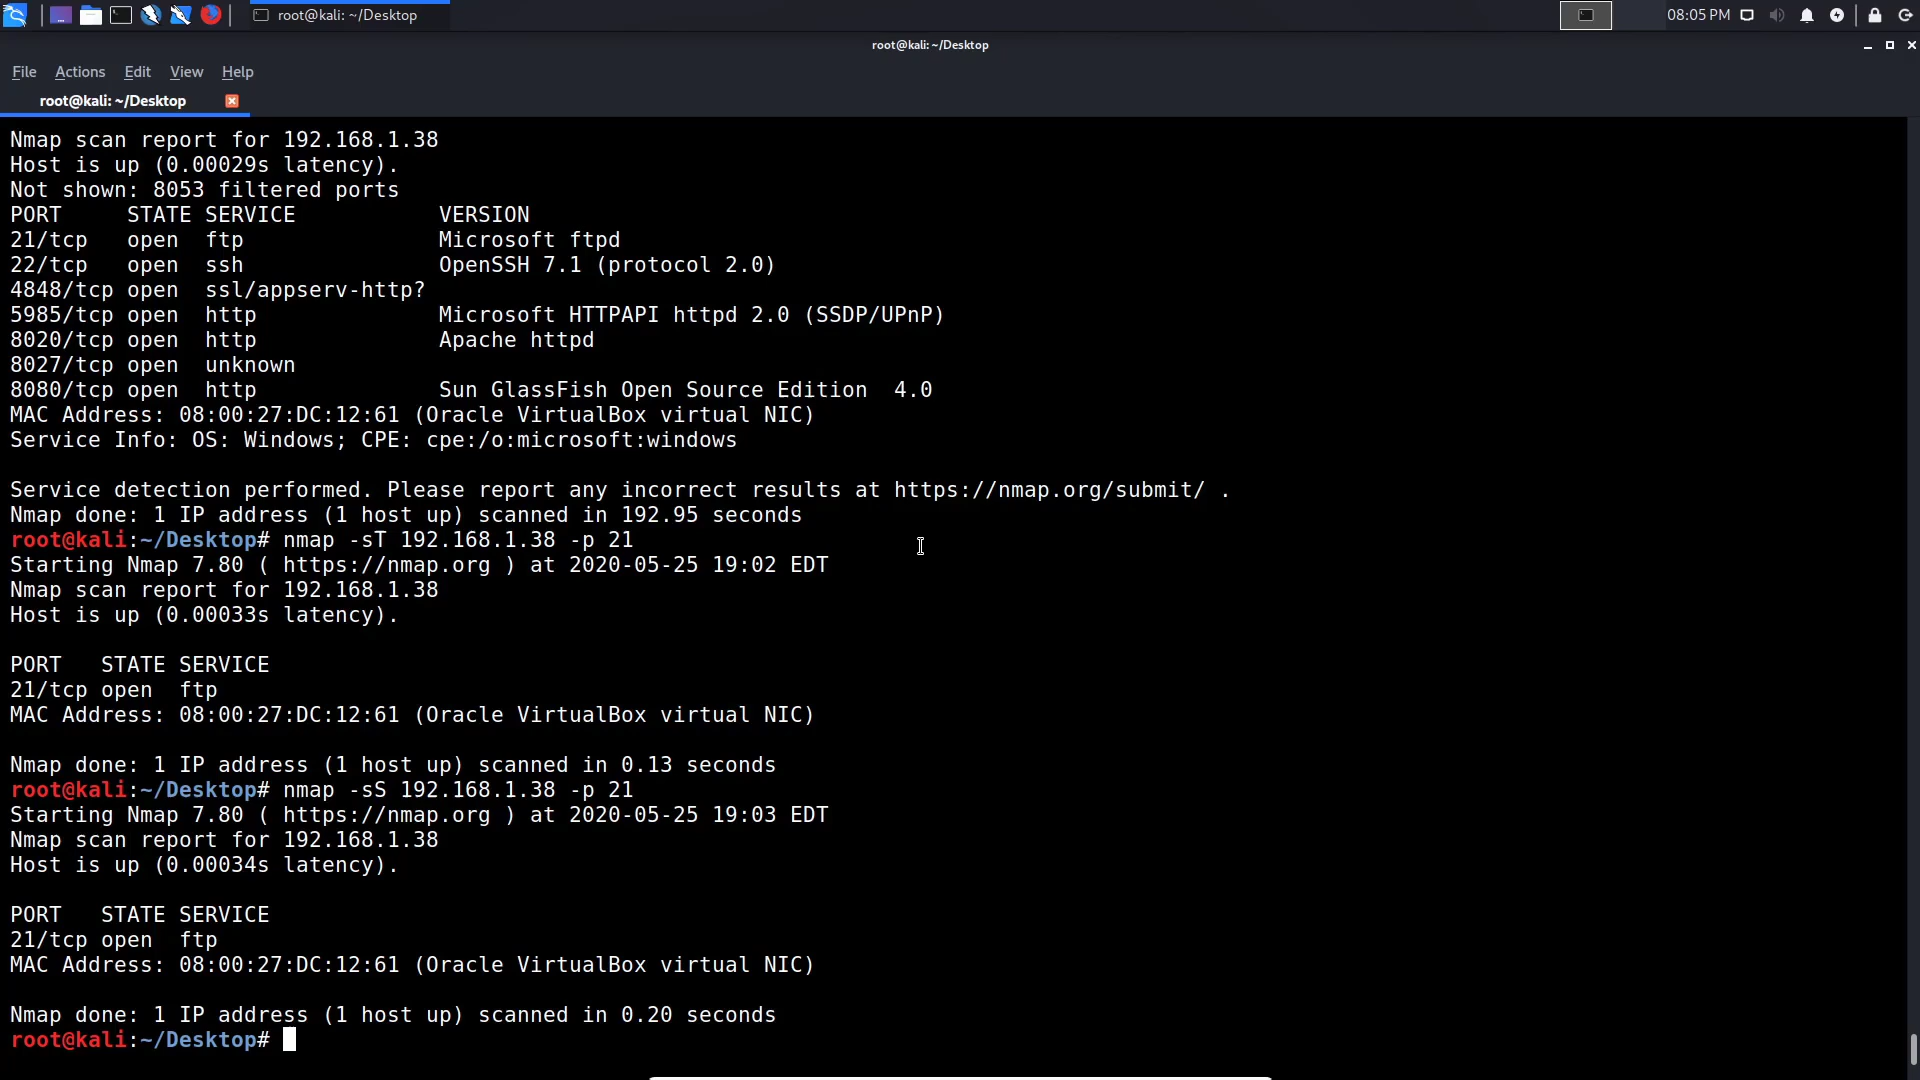 root@kali: ~/Desktop
08:05 PM
root@kali: ~/Desktop
File Actions Edit View Help
root@kali: ~/Desktop
Nmap scan report for 192.168.1.38
Host is up (0.00029s latency).
Not shown: 8053 filtered ports
PORT     STATE SERVICE           VERSION
21/tcp   open  ftp               Microsoft ftpd
22/tcp   open  ssh               OpenSSH 7.1 (protocol 2.0)
4848/tcp open  ssl/appserv-http?
5985/tcp open  http              Microsoft HTTPAPI httpd 2.0 (SSDP/UPnP)
8020/tcp open  http              Apache httpd
8027/tcp open  unknown
8080/tcp open  http              Sun GlassFish Open Source Edition  4.0
MAC Address: 08:00:27:DC:12:61 (Oracle VirtualBox virtual NIC)
Service Info: OS: Windows; CPE: cpe:/o:microsoft:windows
Service detection performed. Please report any incorrect results at https://nmap.org/submit/ .
Nmap done: 1 IP address (1 host up) scanned in 192.95 seconds
root@kali:~/Desktop# nmap -sT 192.168.1.38 -p 21
Starting Nmap 7.80 ( https://nmap.org ) at 2020-05-25 19:02 EDT
Nmap scan report for 192.168.1.38
Host is up (0.00033s latency).
PORT   STATE SERVICE
21/tcp open  ftp
MAC Address: 08:00:27:DC:12:61 (Oracle VirtualBox virtual NIC)
Nmap done: 1 IP address (1 host up) scanned in 0.13 seconds
root@kali:~/Desktop# nmap -sS 192.168.1.38 -p 21
Starting Nmap 7.80 ( https://nmap.org ) at 2020-05-25 19:03 EDT
Nmap scan report for 192.168.1.38
Host is up (0.00034s latency).
PORT   STATE SERVICE
21/tcp open  ftp
MAC Address: 08:00:27:DC:12:61 (Oracle VirtualBox virtual NIC)
Nmap done: 1 IP address (1 host up) scanned in 0.20 seconds
root@kali:~/Desktop#